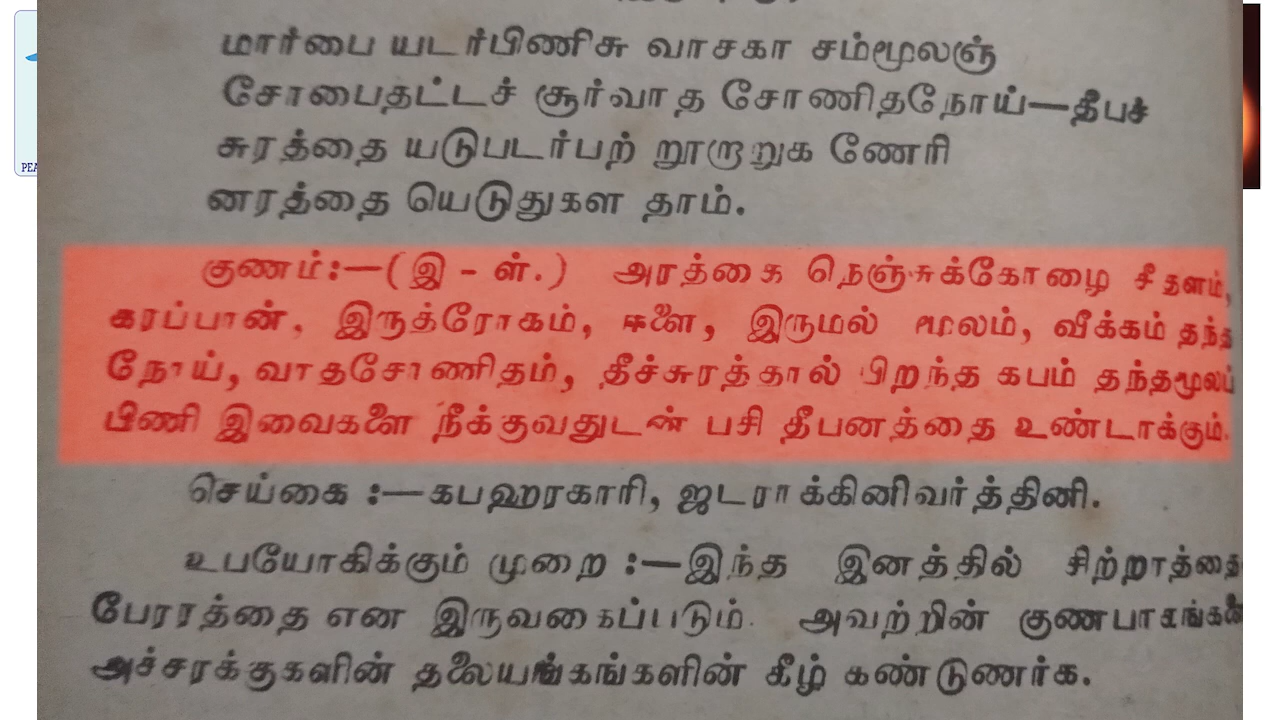 மார்பை யடர்பிணிசு வாசகா சம்மூலஞ்
சோபைதட்டச் சூர்வாத சோணிதநோய்—தீபச்
சுரத்தை யடுபடர்பற் றூரூறுக ணேரி
னரத்தை யெடுதுகள தாம்.
குணம்:—(இ - ள்.) அரத்தை நெஞ்சுக்கோழை சீதளம்,
கரப்பான், இருத்ரோகம், ஈளை, இருமல் மூலம், வீக்கம் தந்த
நோய், வாதசோணிதம், தீச்சுரத்தால் பிறந்த கபம் தந்தமூலப்
பிணி இவைகளை நீக்குவதுடன் பசி தீபனத்தை உண்டாக்கும்.
செய்கை :—கபஹரகாரி, ஜடராக்கினிவர்த்தினி.
உபயோகிக்கும் முறை :—இந்த இனத்தில் சிற்றரத்தை
பேரரத்தை என இருவகைப்படும். அவற்றின் குணபாகங்களை
அச்சரக்குகளின் தலையங்கங்களின் கீழ் கண்டுணர்க.
PEA